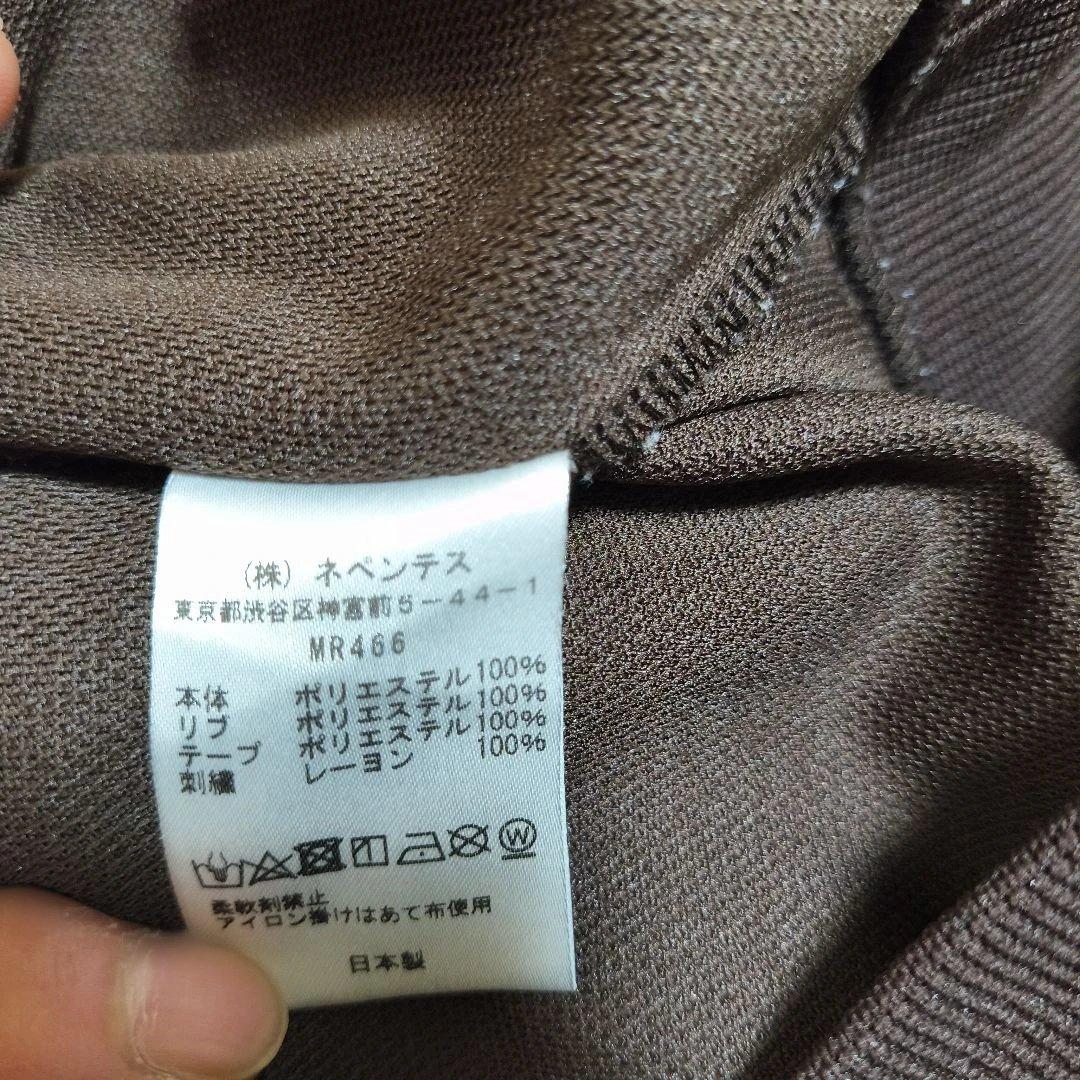 (株) ネペンテス
東京都渋谷区神宮前5-44-1
MR466
本体 ポリエステル100%
リブ ポリエステル100%
テープ ポリエステル100%
刺繍 レーヨン 100%
W
柔軟剤禁止
アイロン掛けはあて布使用
日本製